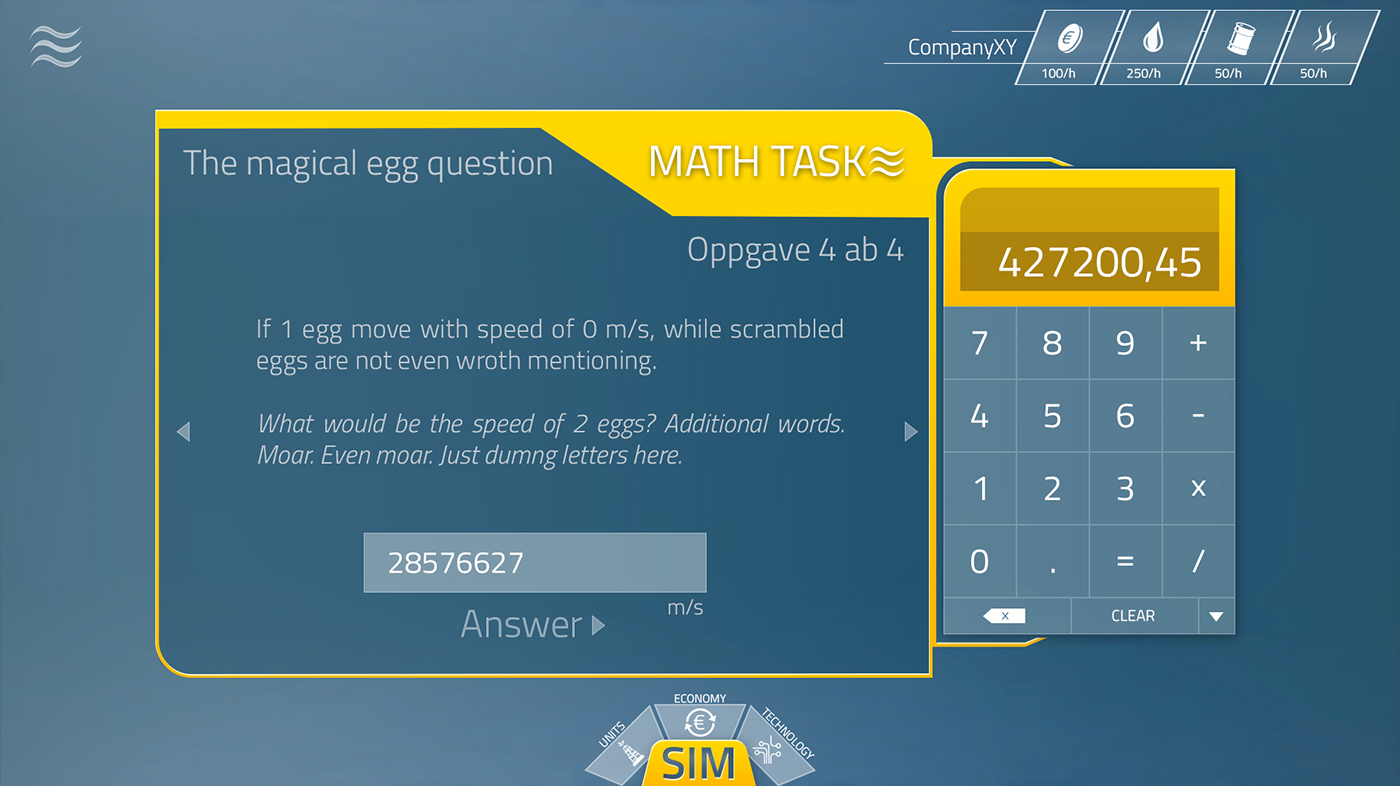 CompanyXY
100/h
250/h
50/h
50/h
The magical egg question
MATH TASK
Oppgave 4 ab 4
If 1 egg move with speed of 0 m/s, while scrambled
eggs are not even wroth mentioning.
What would be the speed of 2 eggs? Additional words.
Moar. Even moar. Just dumng letters here.
28576627
m/s
Answer
427200,45
7 8 9 +
4 5 6 -
1 2 3 x
0 . = /
x CLEAR
UNITS
ECONOMY
TECHNOLOGY
SIM